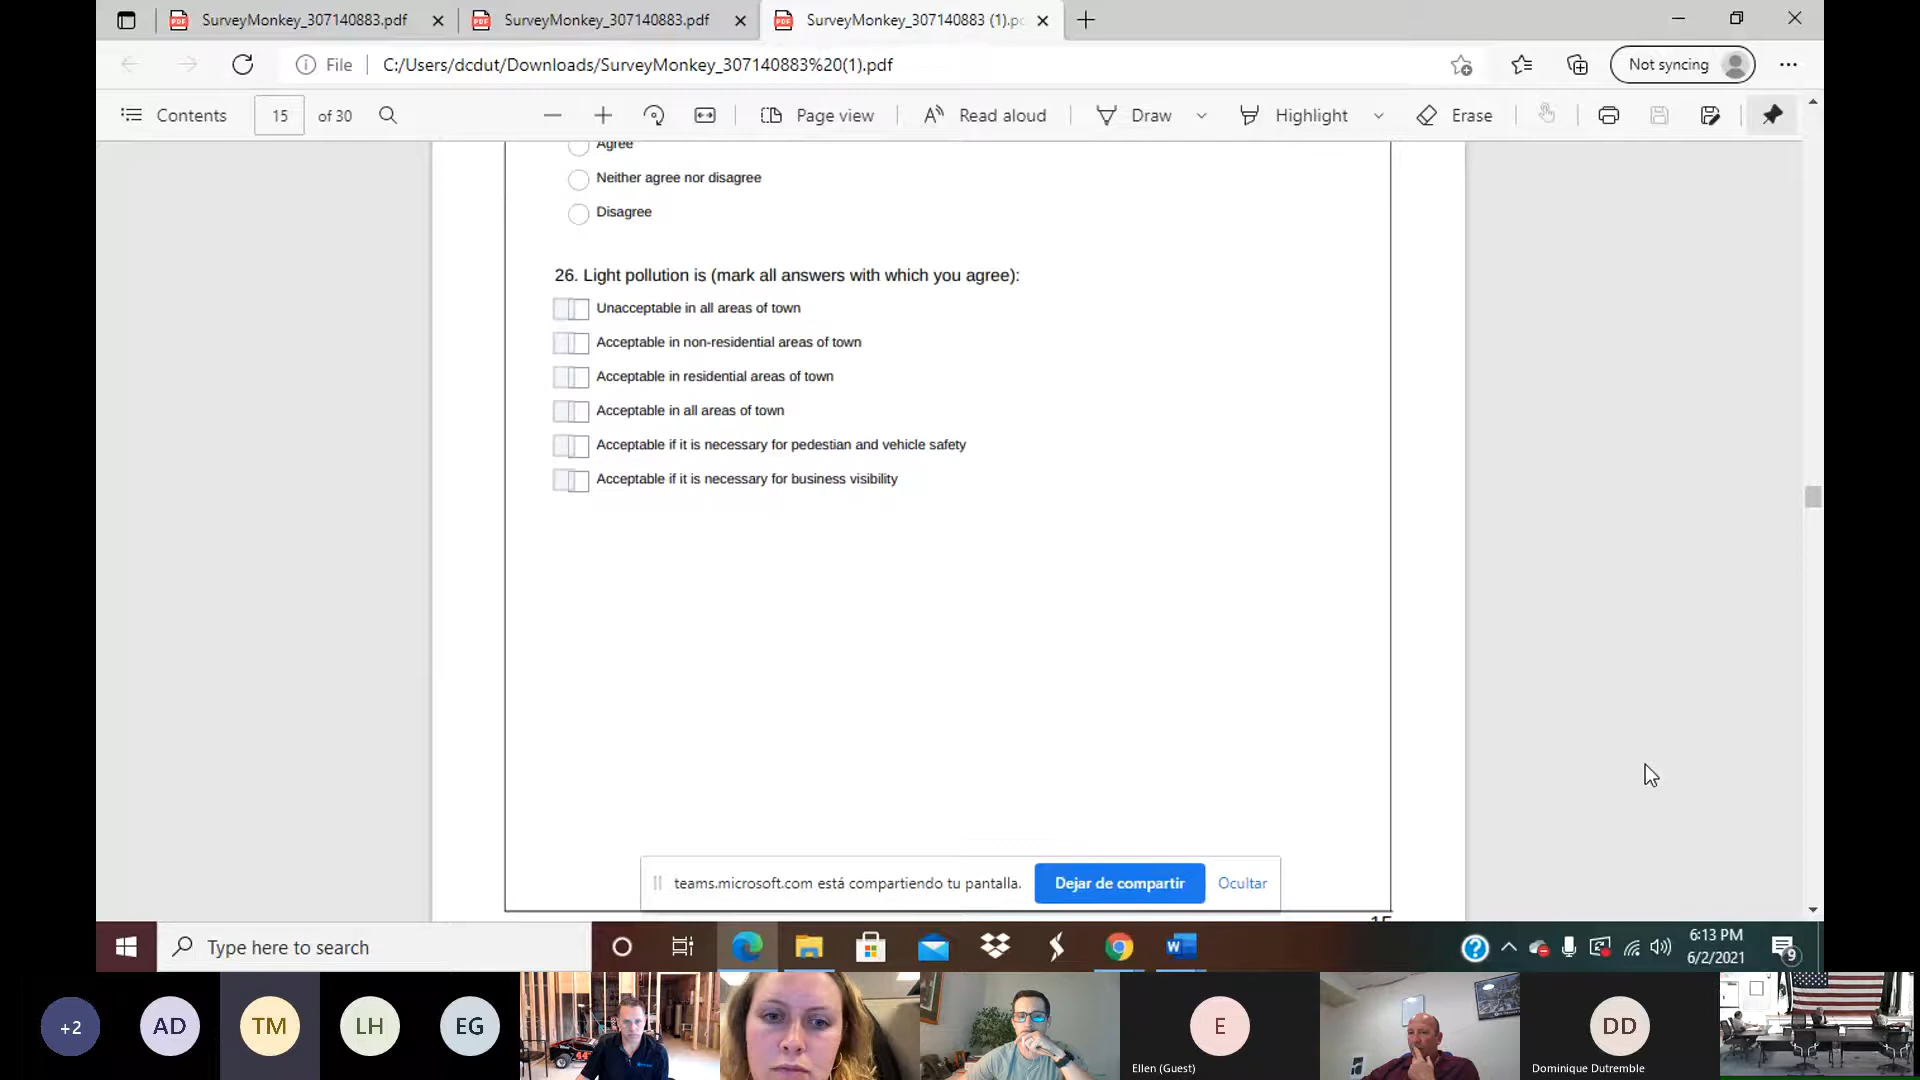 SurveyMonkey_307140883.pdf
SurveyMonkey_307140883.pdf
SurveyMonkey_307140883 (1).p
File
C:/Users/dcdut/Downloads/SurveyMonkey_307140883%20(1).pdf
Not syncing
Contents
15
of 30
Page view
Read aloud
Draw
Highlight
Erase
Agree
Neither agree nor disagree
Disagree
26. Light pollution is (mark all answers with which you agree):
Unacceptable in all areas of town
Acceptable in non-residential areas of town
Acceptable in residential areas of town
Acceptable in all areas of town
Acceptable if it is necessary for pedestian and vehicle safety
Acceptable if it is necessary for business visibility
teams.microsoft.com está compartiendo tu pantalla.
Dejar de compartir
Ocultar
15
Type here to search
6:13 PM
6/2/2021
9
+2
AD
TM
LH
EG
E
Ellen (Guest)
DD
Dominique Dutremble